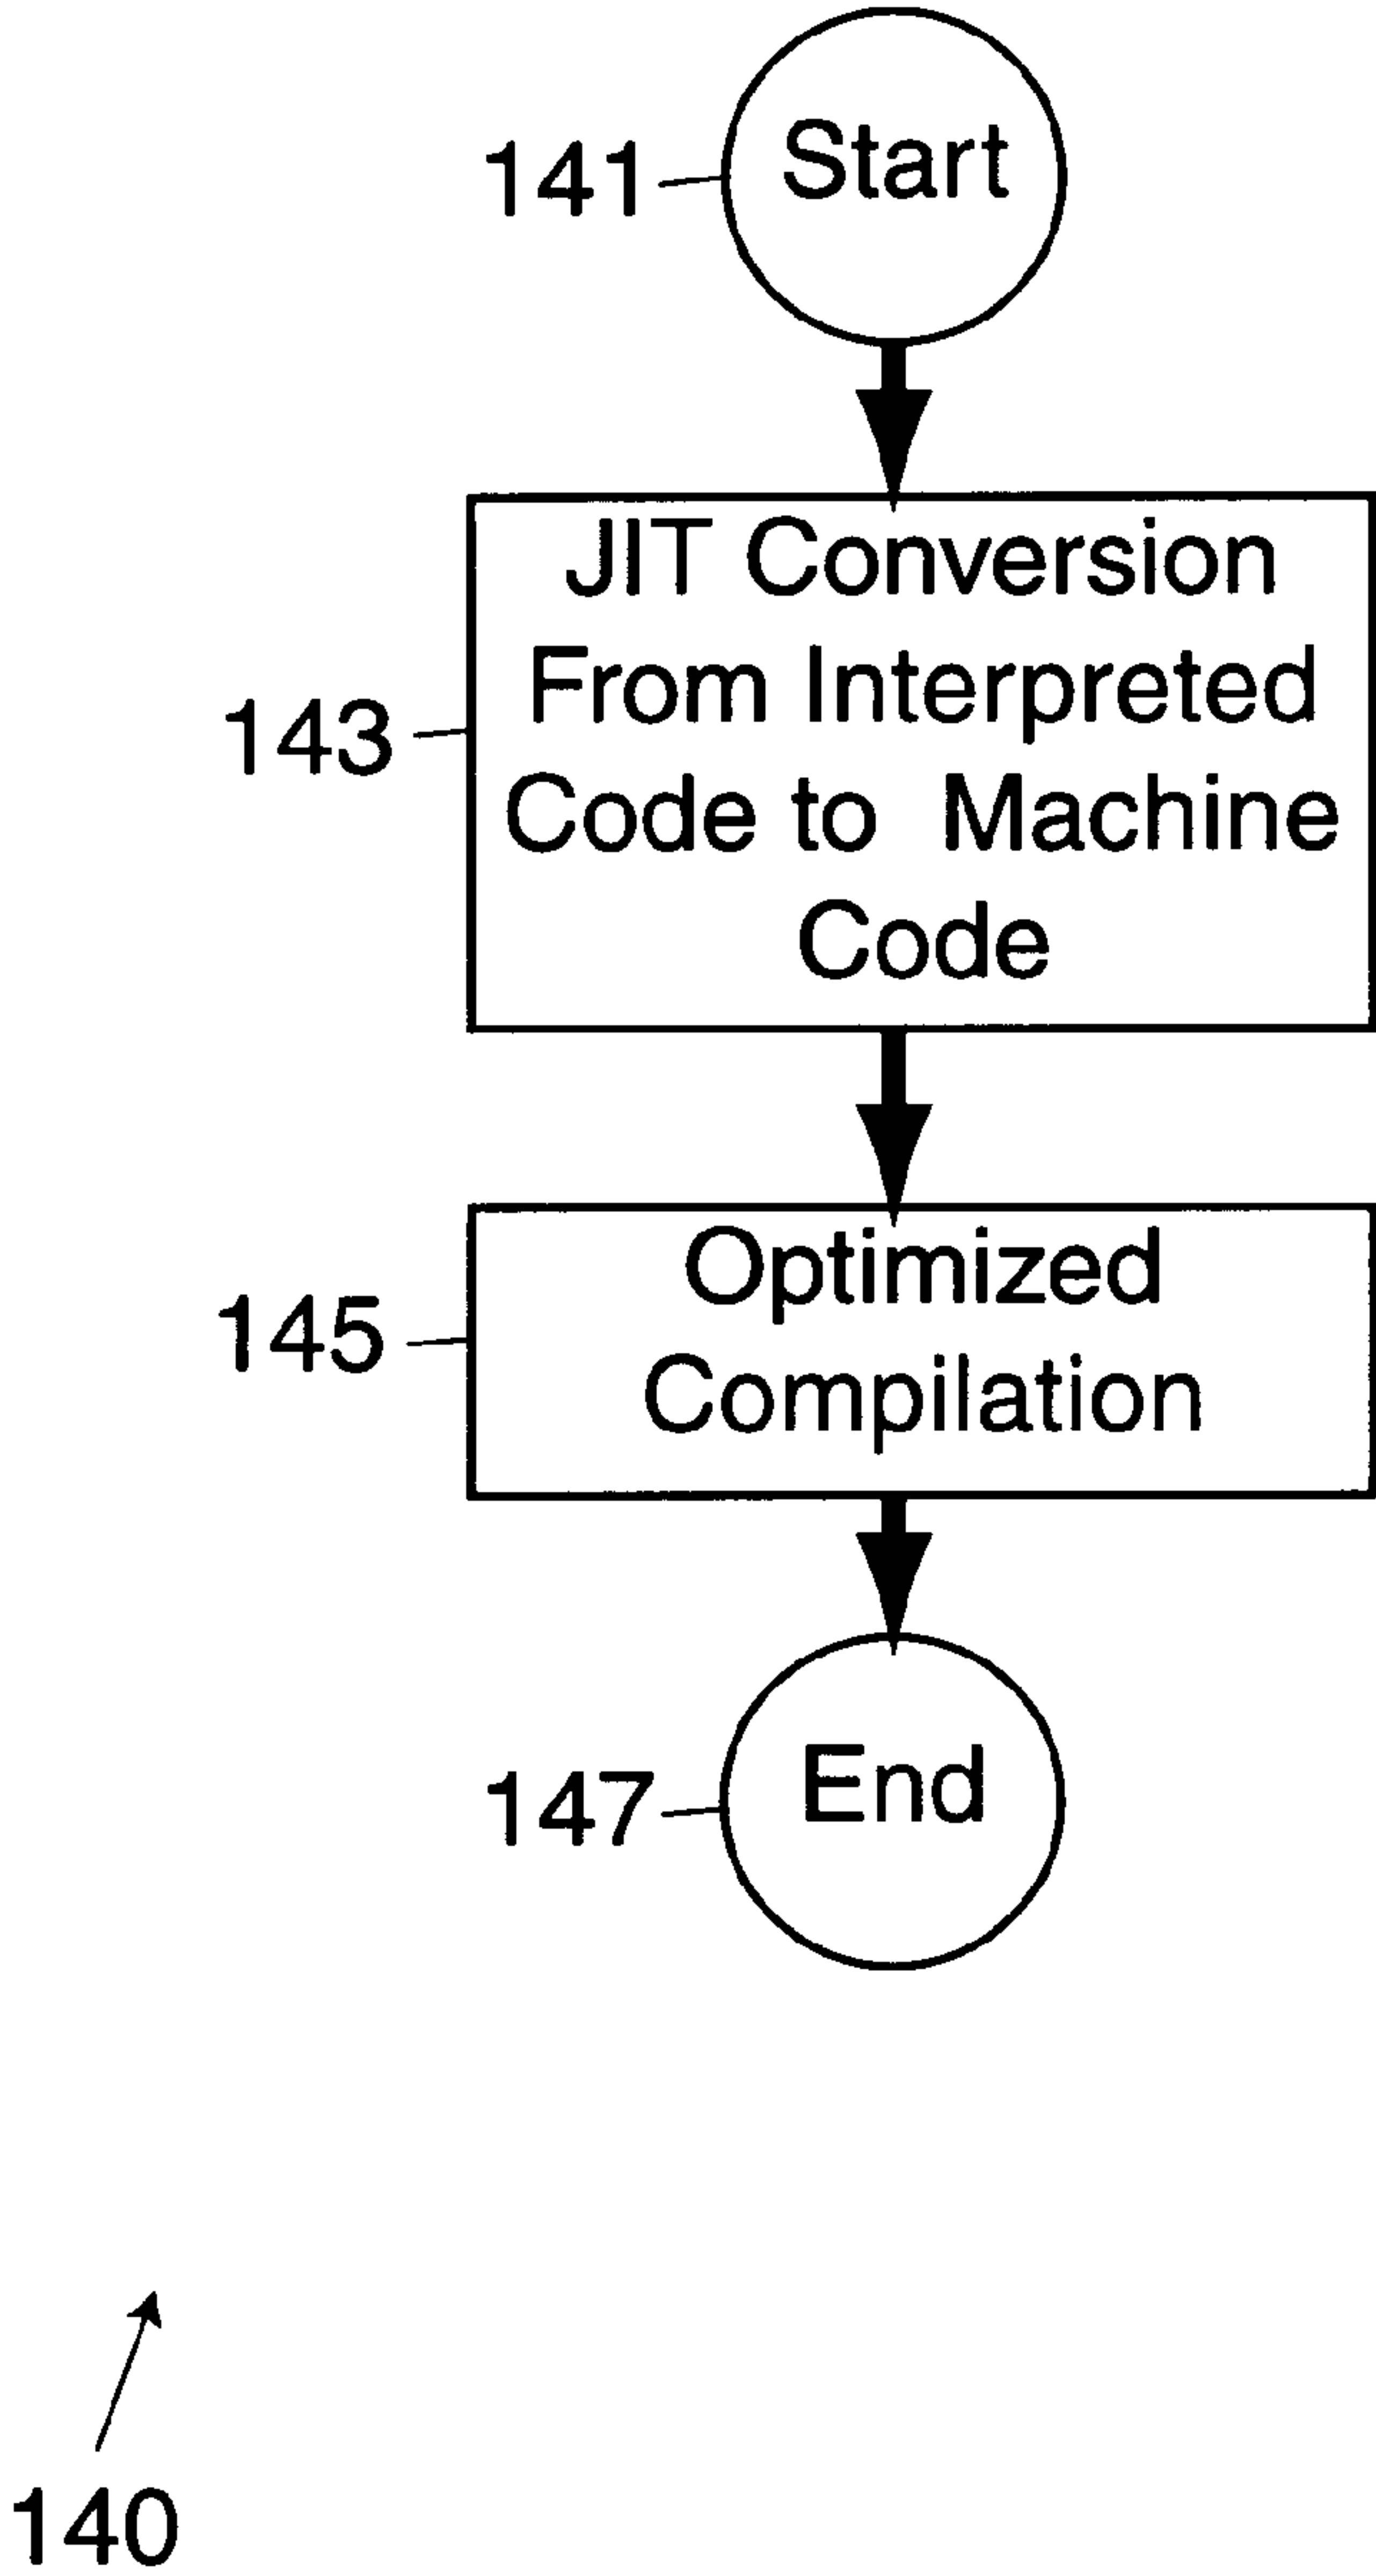 141
Start
143
JIT Conversion
From Interpreted
Code to Machine
Code
145
Optimized
Compilation
147
End
140